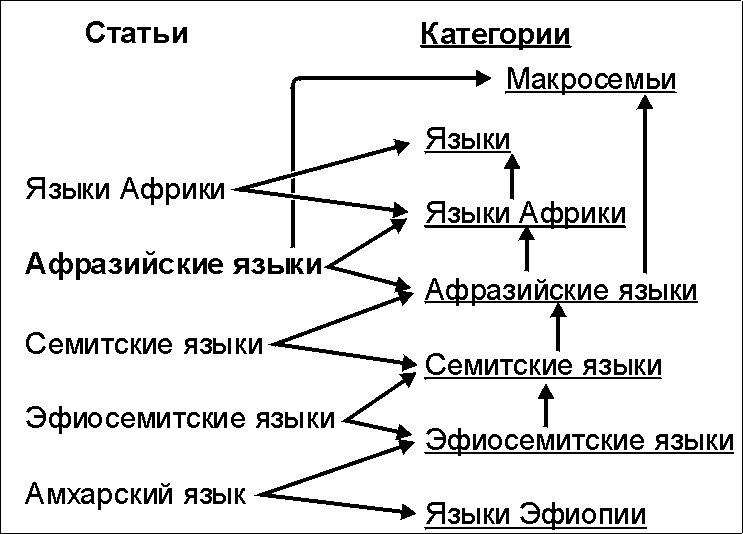 Статьи
Категории
Макросемьи
Языки
Языки Африки
Языки Африки
Афразийские языки
Афразийские языки
Семитские языки
Семитские языки
Эфиосемитские языки
Эфиосемитские языки
Амхарский язык
Языки Эфиопии